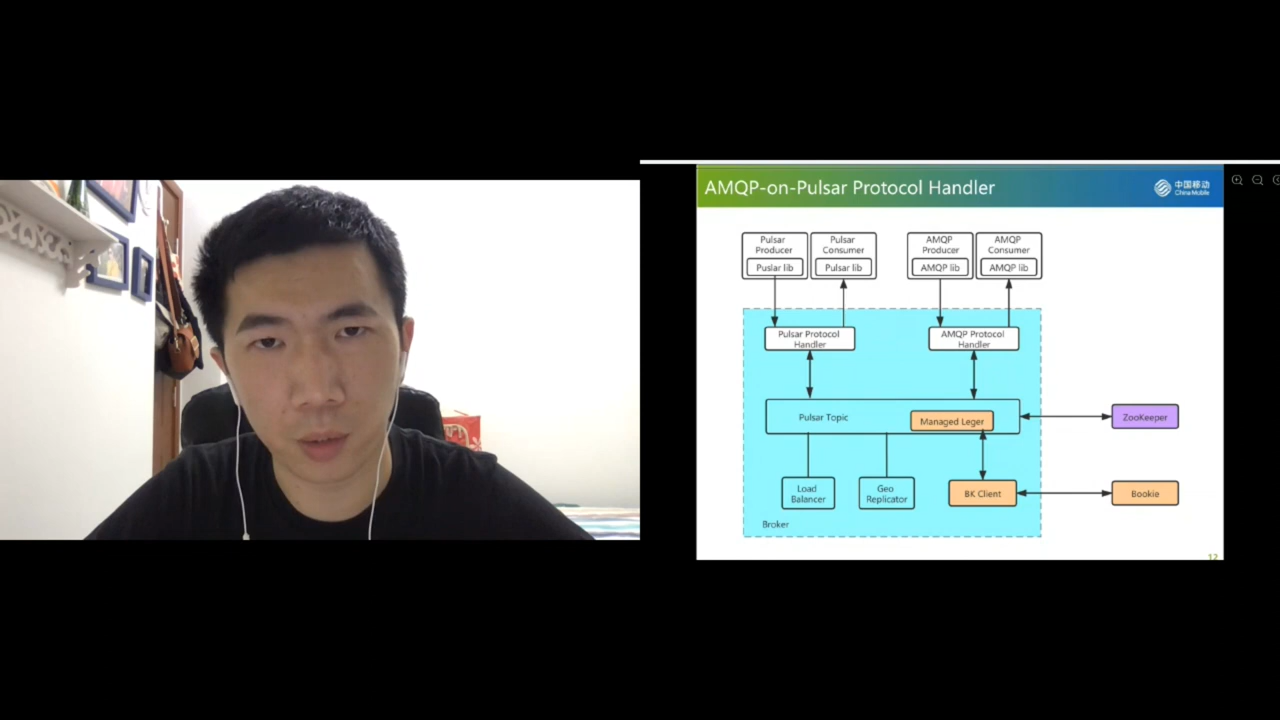 AMQP-on-Pulsar Protocol Handler
中国移动
China Mobile
Pulsar
Producer
Puslar lib
Pulsar
Consumer
Pulsar lib
AMQP
Producer
AMQP lib
AMQP
Consumer
AMQP lib
Pulsar Protocol
Handler
AMQP Protocol
Handler
Pulsar Topic
Managed Leger
ZooKeeper
Load
Balancer
Geo
Replicator
BK Client
Bookie
Broker
12